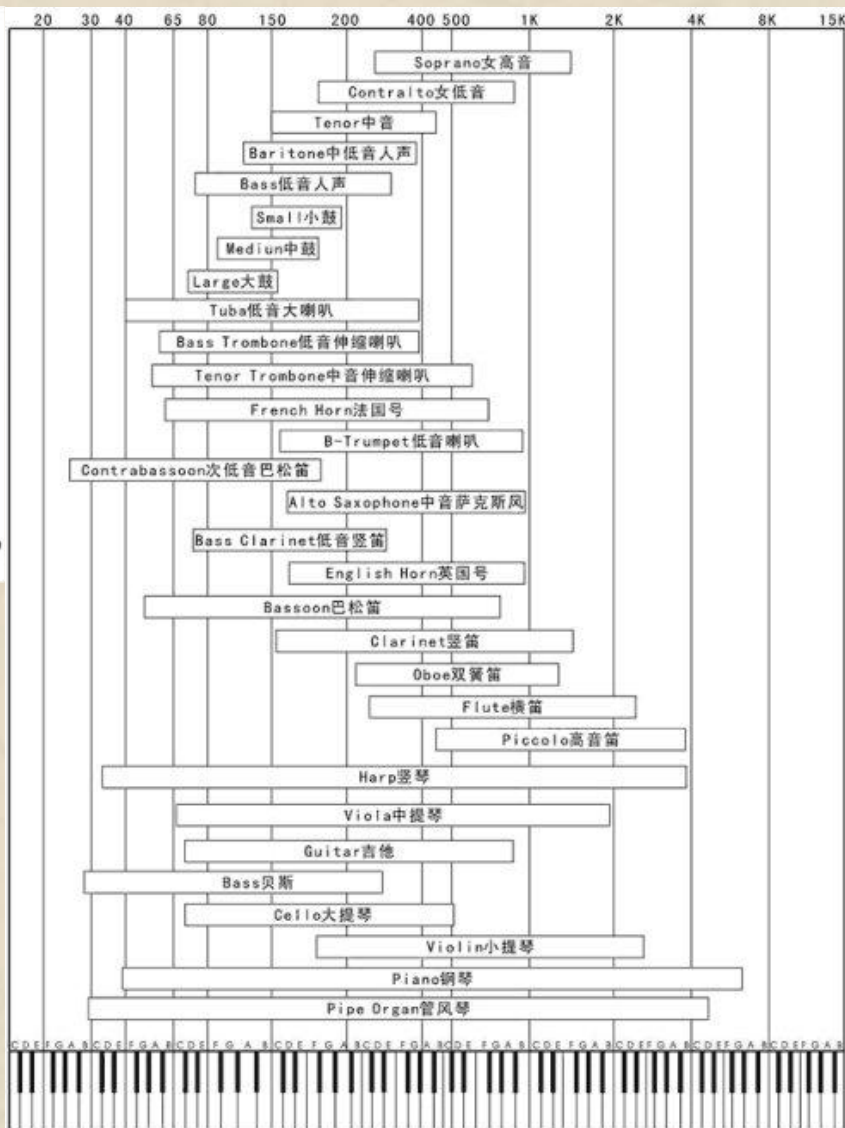 20 30 40 65 80 150 200 400 500 1K 2K 4K 8K 15K
Soprano女高音
Contralto女低音
Tenor中音
Baritone中低音人声
Bass低音人声
Small小鼓
Mediun中鼓
Large大鼓
Tuba低音大喇叭
Bass Trombone低音伸缩喇叭
Tenor Trombone中音伸缩喇叭
French Horn法国号
B-Trumpet低音喇叭
Contrabassoon次低音巴松笛
Alto Saxophone中音萨克斯风
Bass Clarinet低音竖笛
English Horn英国号
Bassoon巴松笛
Clarinet竖笛
Oboe双簧笛
Flute横笛
Piccolo高音笛
Harp竖琴
Viola中提琴
Guitar吉他
Bass贝斯
Cello大提琴
Violin小提琴
Piano钢琴
Pipe Organ管风琴
C D E F G A B C D E F G A B C D E F G A B C D E F G A B C D E F G A B C D E F G A B C D E F G A B C D E F G A B C D E F G A B C D E F G A B